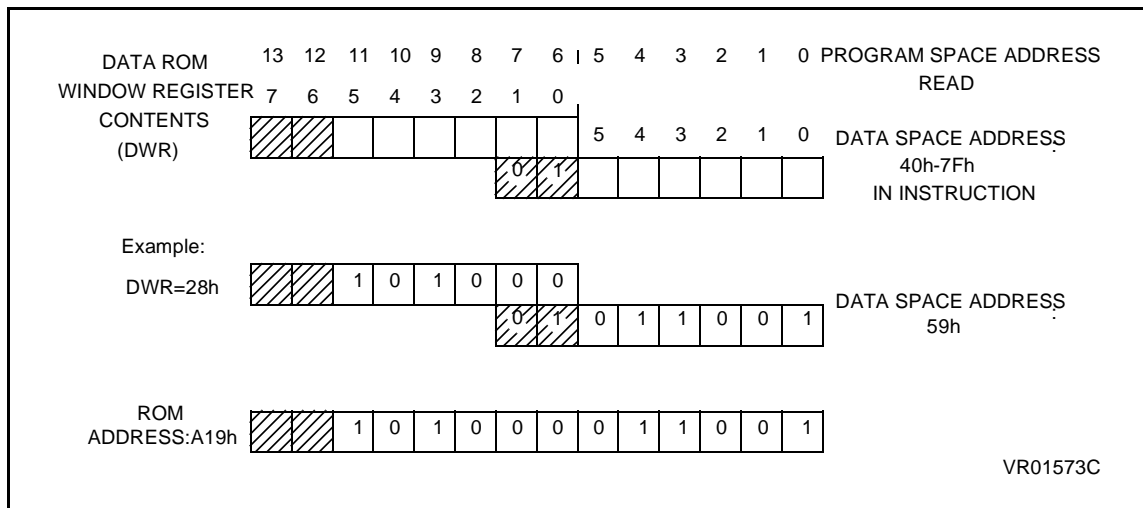 DATA ROM
WINDOW REGISTER
CONTENTS
(DWR)
13 12 11 10 9 8 7 6 5 4 3 2 1 0
PROGRAM SPACE ADDRESS
READ
7 6 5 4 3 2 1 0
5 4 3 2 1 0
DATA SPACE ADDRESS
:
40h-7Fh
IN INSTRUCTION
0 1
Example:
DWR=28h
1 0 1 0 0 0
0 1 0 1 1 0 0 1
DATA SPACE ADDRESS
:
59h
ROM
ADDRESS:A19h
1 0 1 0 0 0 0 1 1 0 0 1
VR01573C